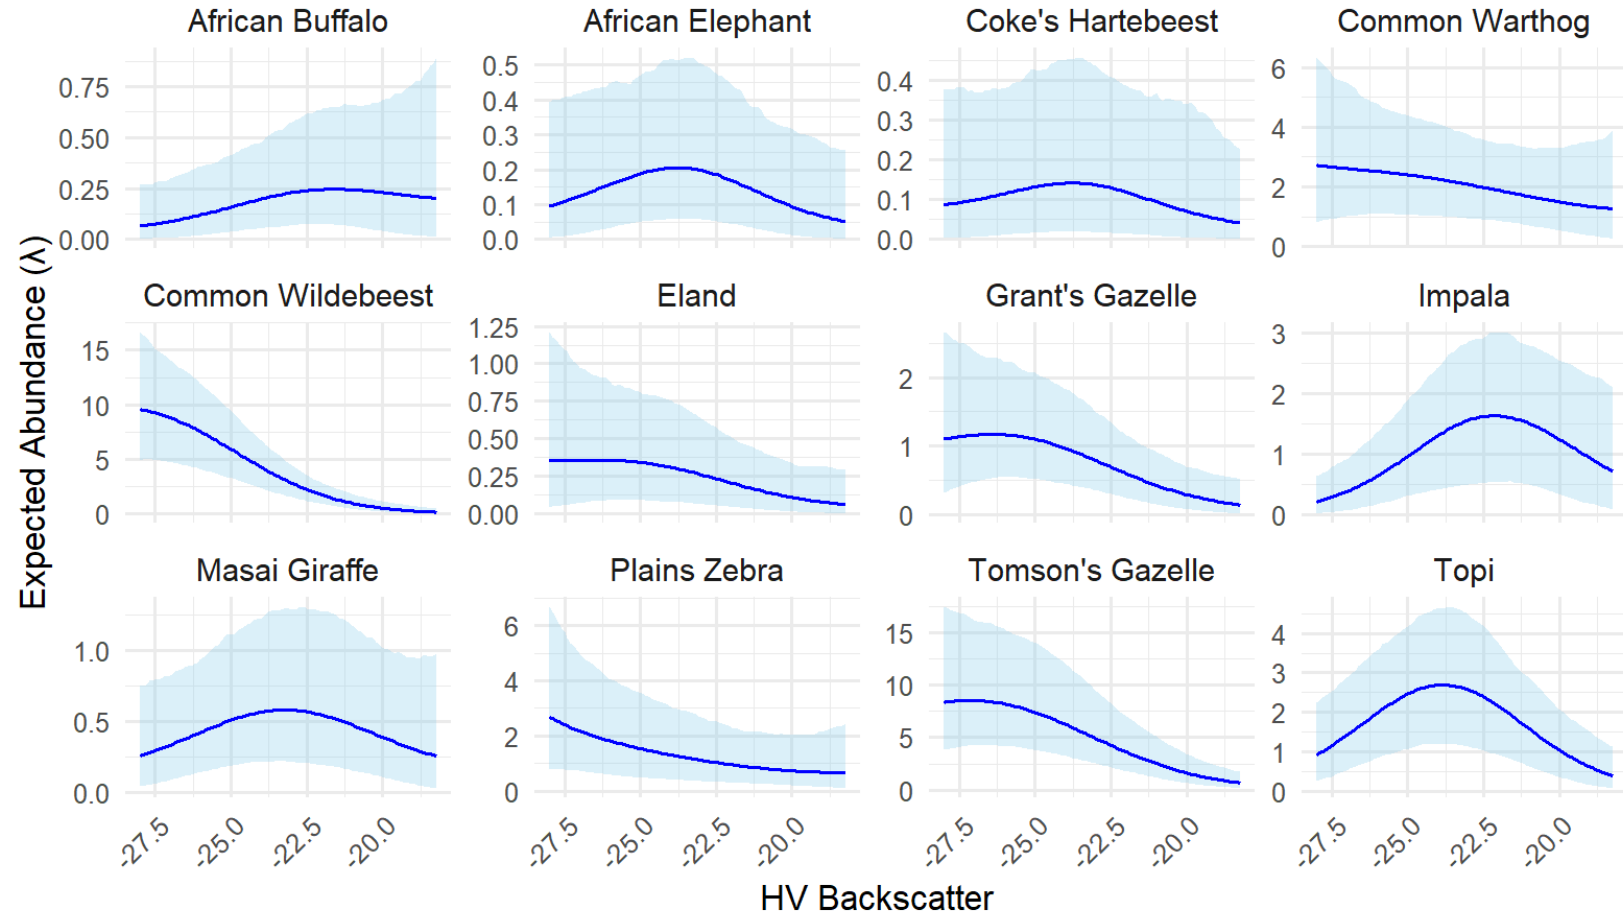 African Buffalo African Elephant Coke's Hartebeest Common Warthog
0.75 0.50 0.25 0.00
0.5 0.4 0.3 0.2 0.1 0.0
0.4 0.3 0.2 0.1 0.0
6 4 2 0
Common Wildebeest Eland Grant's Gazelle Impala
15 10 5 0
1.25 1.00 0.75 0.50 0.25 0.00
2 1 0
3 2 1 0
Masai Giraffe Plains Zebra Tomson's Gazelle Topi
1.0 0.5 0.0
6 4 2 0
15 10 5 0
4 3 2 1 0
-27.5 -25.0 -22.5 -20.0 -27.5 -25.0 -22.5 -20.0 -27.5 -25.0 -22.5 -20.0 -27.5 -25.0 -22.5 -20.0
Expected Abundance (λ)
HV Backscatter